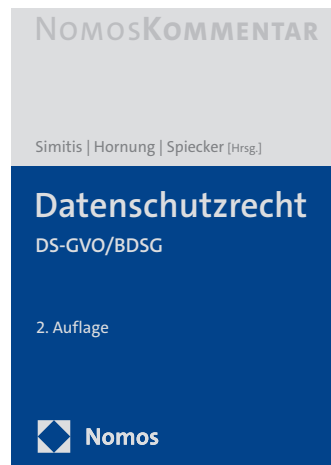 NomosKommentar
Simitis | Hornung | Spiecker [Hrsg.]
Datenschutzrecht
DS-GVO/BDSG
2. Auflage
Nomos